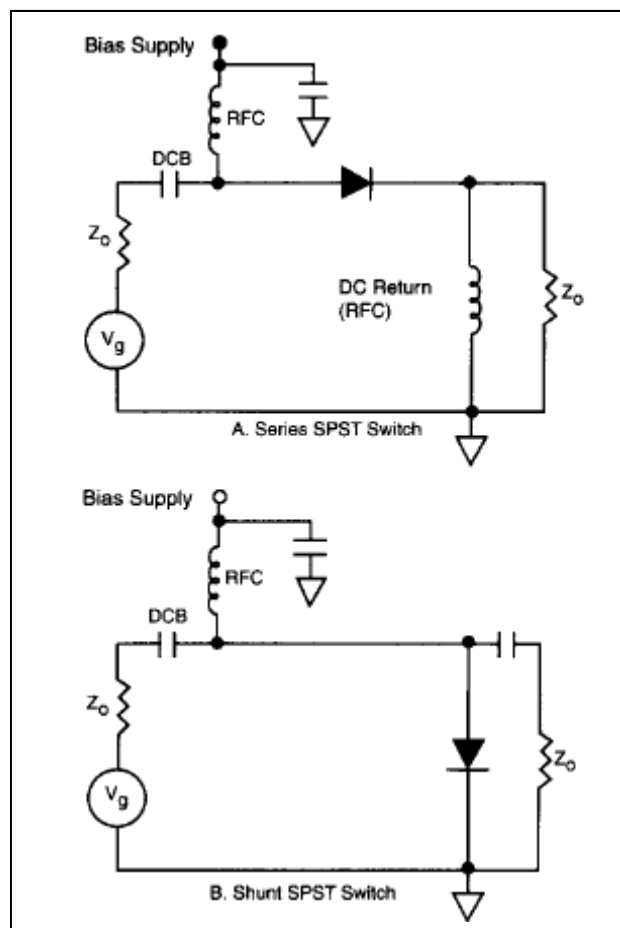 Bias Supply
RFC
DCB
Zo
DC Return
(RFC)
Zo
Vg
A. Series SPST Switch
Bias Supply
RFC
DCB
Zo
Zo
Vg
B. Shunt SPST Switch